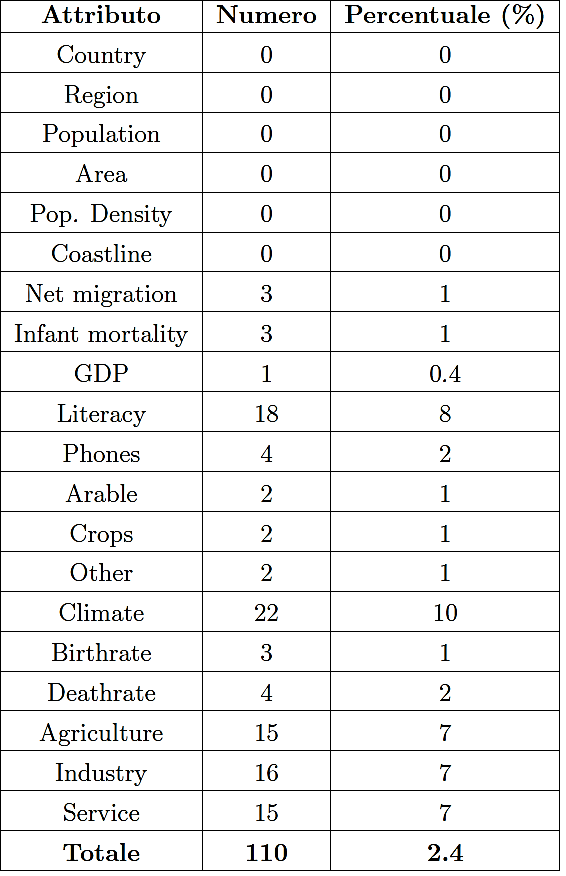 Attributo Numero Percentuale (%)
Country 0 0
Region 0 0
Population 0 0
Area 0 0
Pop. Density 0 0
Coastline 0 0
Net migration 3 1
Infant mortality 3 1
GDP 1 0.4
Literacy 18 8
Phones 4 2
Arable 2 1
Crops 2 1
Other 2 1
Climate 22 10
Birthrate 3 1
Deathrate 4 2
Agriculture 15 7
Industry 16 7
Service 15 7
Totale 110 2.4